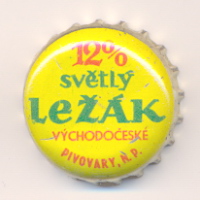 12%
světlý
LEŽÁK
VÝCHODOČESKÉ
PIVOVARY, N.P.